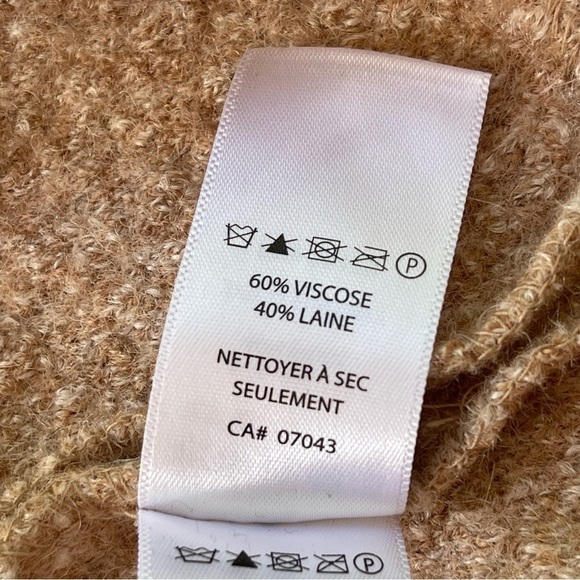 P
60% VISCOSE
40% LAINE
NETTOYER À SEC
SEULEMENT
CA# 07043
P